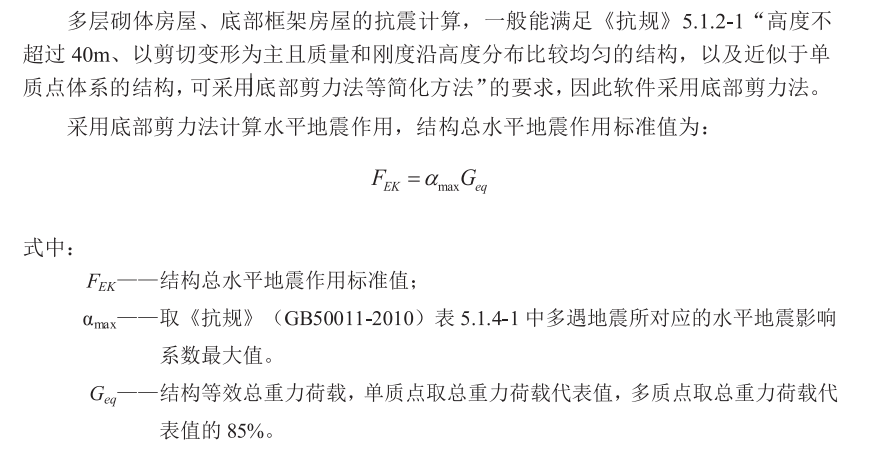 多层砌体房屋、底部框架房屋的抗震计算，一般能满足《抗规》5.1.2-1“高度不
超过 40m、以剪切变形为主且质量和刚度沿高度分布比较均匀的结构，以及近似于单
质点体系的结构，可采用底部剪力法等简化方法”的要求，因此软件采用底部剪力法。
采用底部剪力法计算水平地震作用，结构总水平地震作用标准值为：
F_{EK} = α_{max}G_{eq}
式中：
F_{EK}——结构总水平地震作用标准值；
α_{max}——取《抗规》（GB50011-2010）表 5.1.4-1 中多遇地震所对应的水平地震影响
系数最大值。
G_{eq}——结构等效总重力荷载，单质点取总重力荷载代表值，多质点取总重力荷载代
表值的 85%。